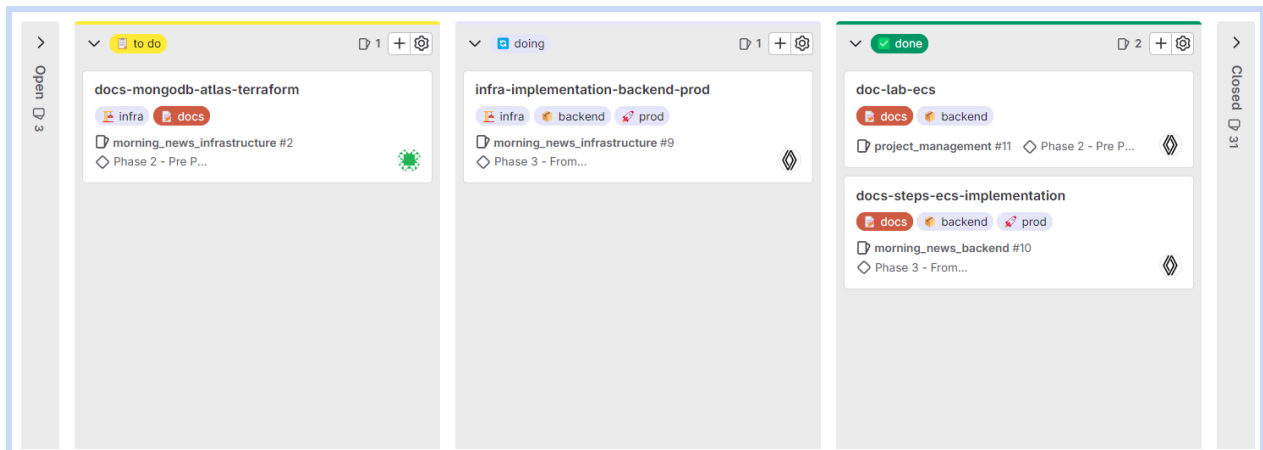 Open 3
to do 1
docs-mongodb-atlas-terraform
infra docs
morning_news_infrastructure #2
Phase 2 - Pre P...
doing 1
infra-implementation-backend-prod
infra backend prod
morning_news_infrastructure #9
Phase 3 - From...
done 2
doc-lab-ecs
docs backend
project_management #11 Phase 2 - Pre P...
docs-steps-ecs-implementation
docs backend prod
morning_news_backend #10
Phase 3 - From...
Closed 31